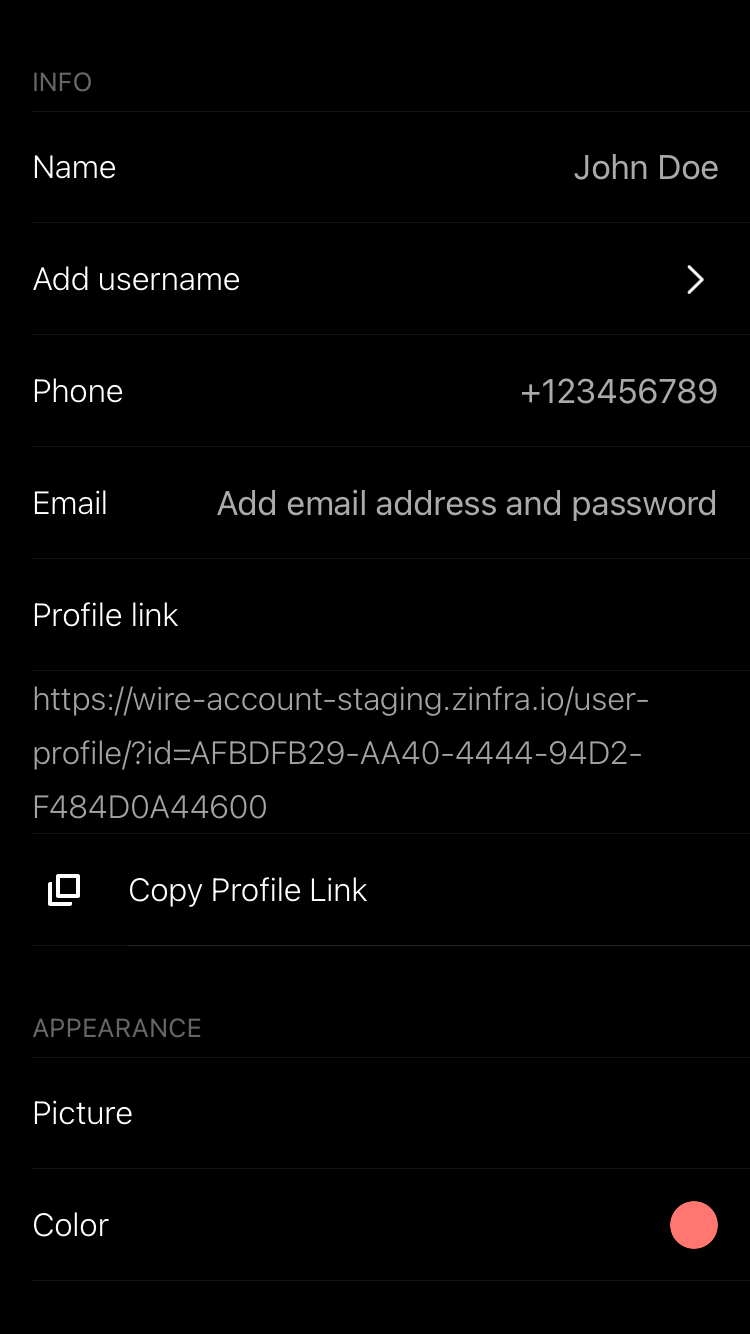 INFO
Name John Doe
Add username
Phone +123456789
Email Add email address and password
Profile link
https://wire-account-staging.zinfra.io/user-
profile/?id=AFBDFB29-AA40-4444-94D2-
F484D0A44600
Copy Profile Link
APPEARANCE
Picture
Color